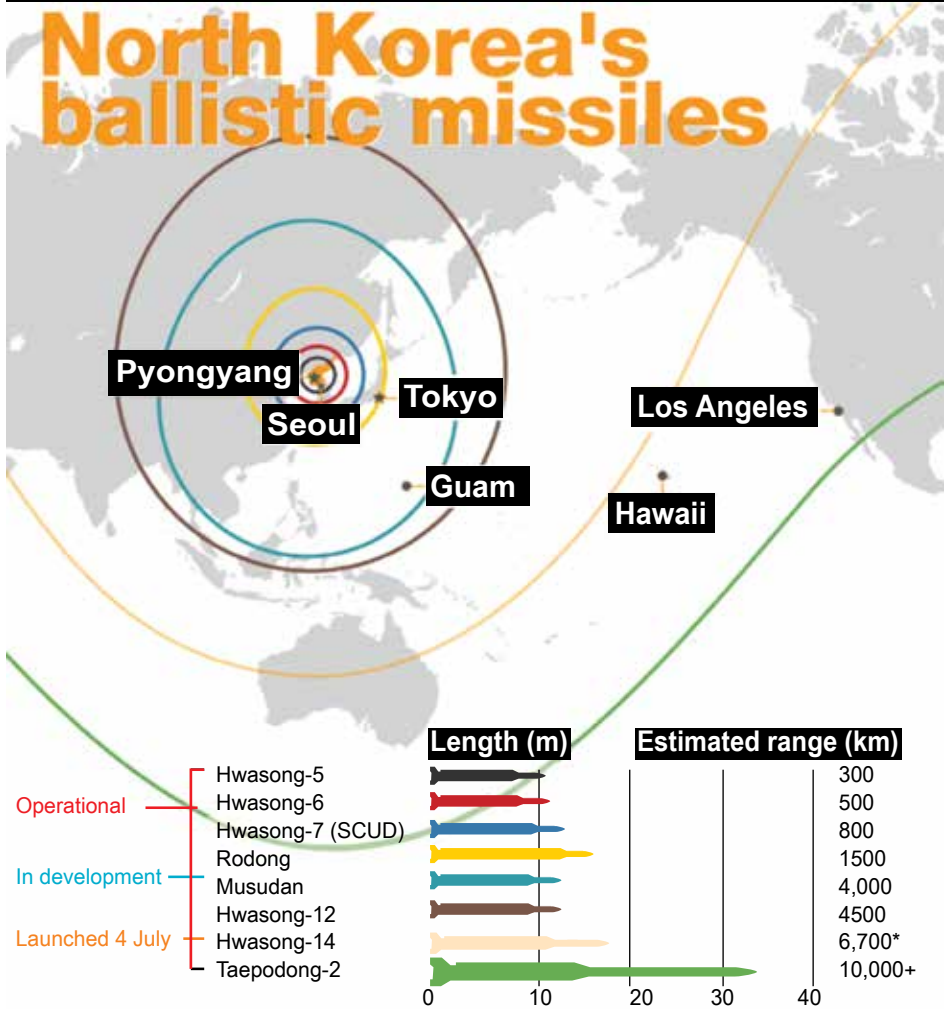 North Korea's
ballistic missiles
Pyongyang
Seoul
Tokyo
Los Angeles
Guam
Hawaii
Length (m)
Estimated range (km)
Hwasong-5 300
Operational Hwasong-6 500
Hwasong-7 (SCUD) 800
Rodong 1500
In development Musudan 4,000
Hwasong-12 4500
Launched 4 July Hwasong-14 6,700*
Taepodong-2 10,000+
0 10 20 30 40